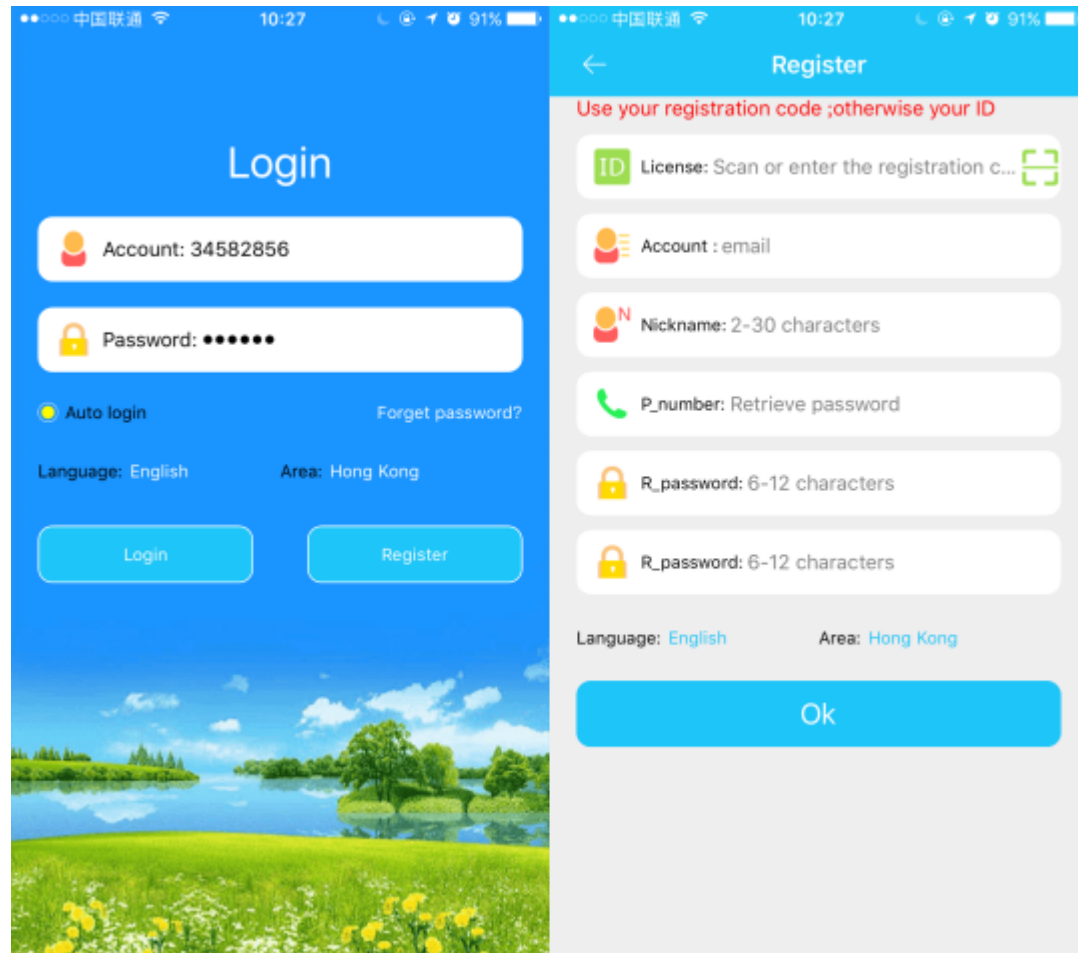 中国联通 10:27 91%
Login
Account: 34582856
Password: ●●●●●●
Auto login Forget password?
Language: English Area: Hong Kong
Login Register
中国联通 10:27 91%
Register
Use your registration code ;otherwise your ID
ID License: Scan or enter the registration c...
Account : email
N Nickname: 2-30 characters
P_number: Retrieve password
R_password: 6-12 characters
R_password: 6-12 characters
Language: English Area: Hong Kong
Ok